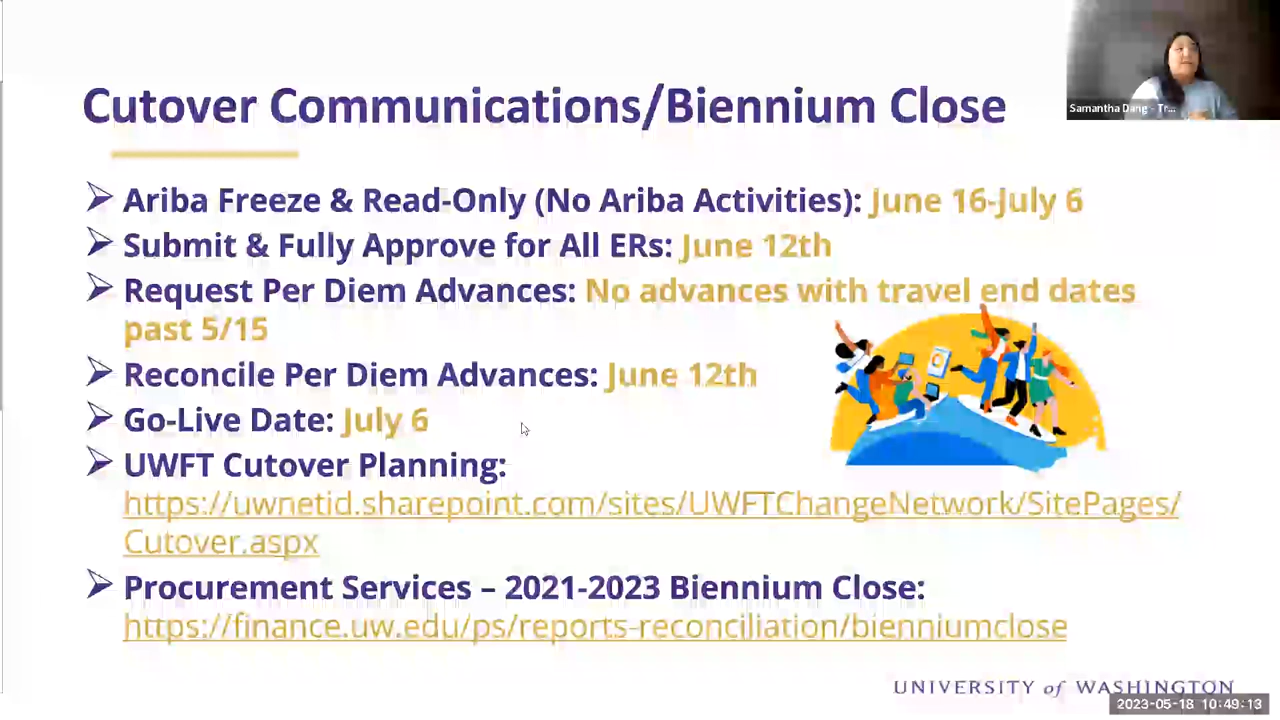 Samantha Dang - Tr...
Cutover Communications/Biennium Close
Ariba Freeze & Read-Only (No Ariba Activities): June 16-July 6
Submit & Fully Approve for All ERs: June 12th
Request Per Diem Advances: No advances with travel end dates
past 5/15
Reconcile Per Diem Advances: June 12th
Go-Live Date: July 6
UWFT Cutover Planning:
https://uwnetid.sharepoint.com/sites/UWFTChangeNetwork/SitePages/
Cutover.aspx
Procurement Services – 2021-2023 Biennium Close:
https://finance.uw.edu/ps/reports-reconciliation/bienniumclose
UNIVERSITY of WASHINGTON
2023-05-18 10:49:13